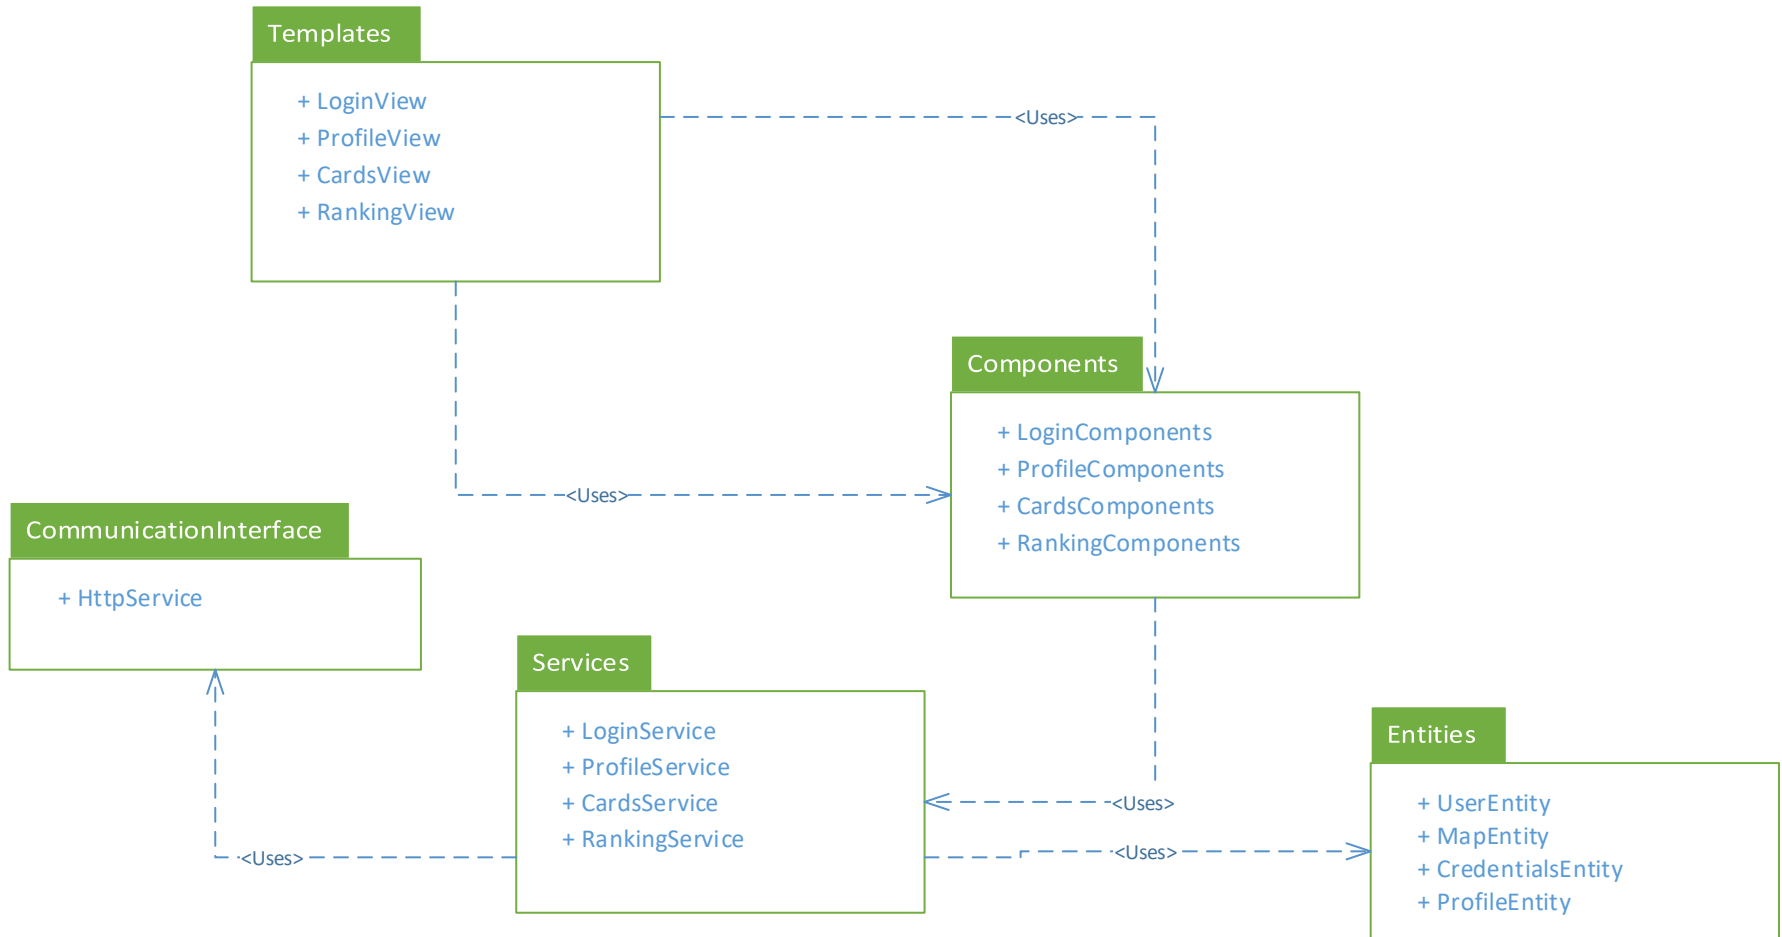 Templates
+ LoginView
+ ProfileView
+ CardsView
+ RankingView
<Uses>
Components
+ LoginComponents
+ ProfileComponents
+ CardsComponents
+ RankingComponents
<Uses>
CommunicationInterface
+ HttpService
Services
+ LoginService
+ ProfileService
+ CardsService
+ RankingService
<Uses>
<Uses>
<Uses>
Entities
+ UserEntity
+ MapEntity
+ CredentialsEntity
+ ProfileEntity